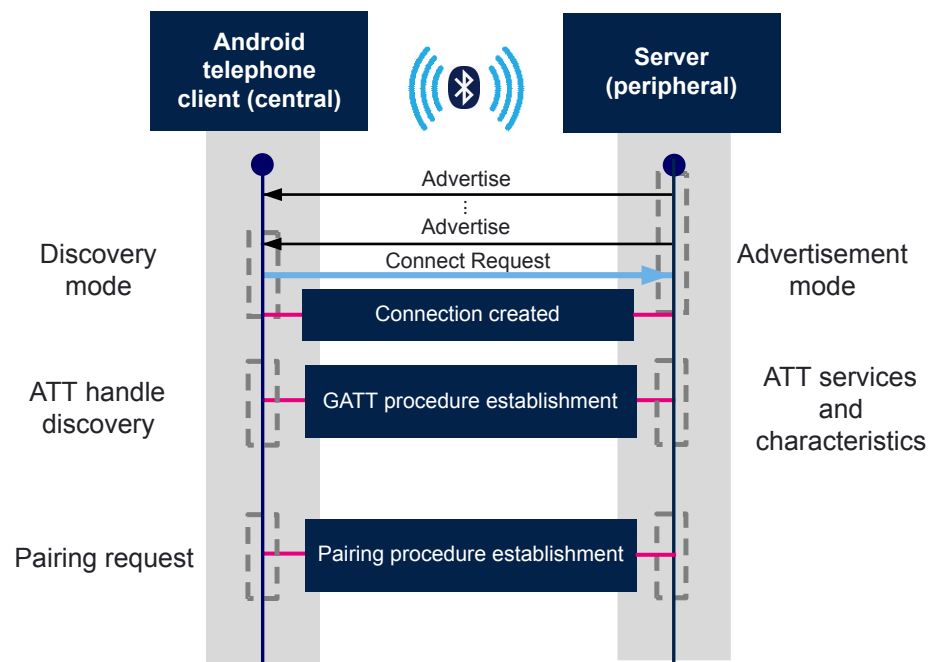 Android
telephone
client (central)
Server
(peripheral)
Advertise
...
Advertise
Connect Request
Discovery
mode
Advertisement
mode
Connection created
ATT handle
discovery
GATT procedure establishment
ATT services
and
characteristics
Pairing request
Pairing procedure establishment